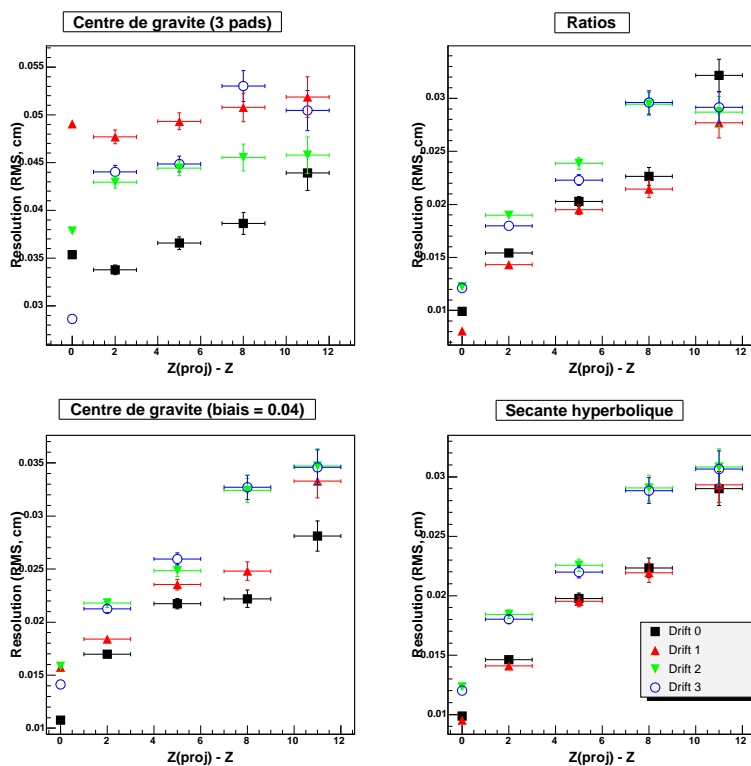 Centre de gravite (3 pads)
Resolution (RMS, cm)
0.055
0.05
0.045
0.04
0.035
0.03
0 2 4 6 8 10 12
Z(proj) - Z
Ratios
Resolution (RMS, cm)
0.03
0.025
0.02
0.015
0.01
0 2 4 6 8 10 12
Z(proj) - Z
Centre de gravite (biais = 0.04)
Resolution (RMS, cm)
0.035
0.03
0.025
0.02
0.015
0.01
0 2 4 6 8 10 12
Z(proj) - Z
Secante hyperbolique
Resolution (RMS, cm)
0.03
0.025
0.02
0.015
0.01
0 2 4 6 8 10 12
Z(proj) - Z
Drift 0
Drift 1
Drift 2
Drift 3